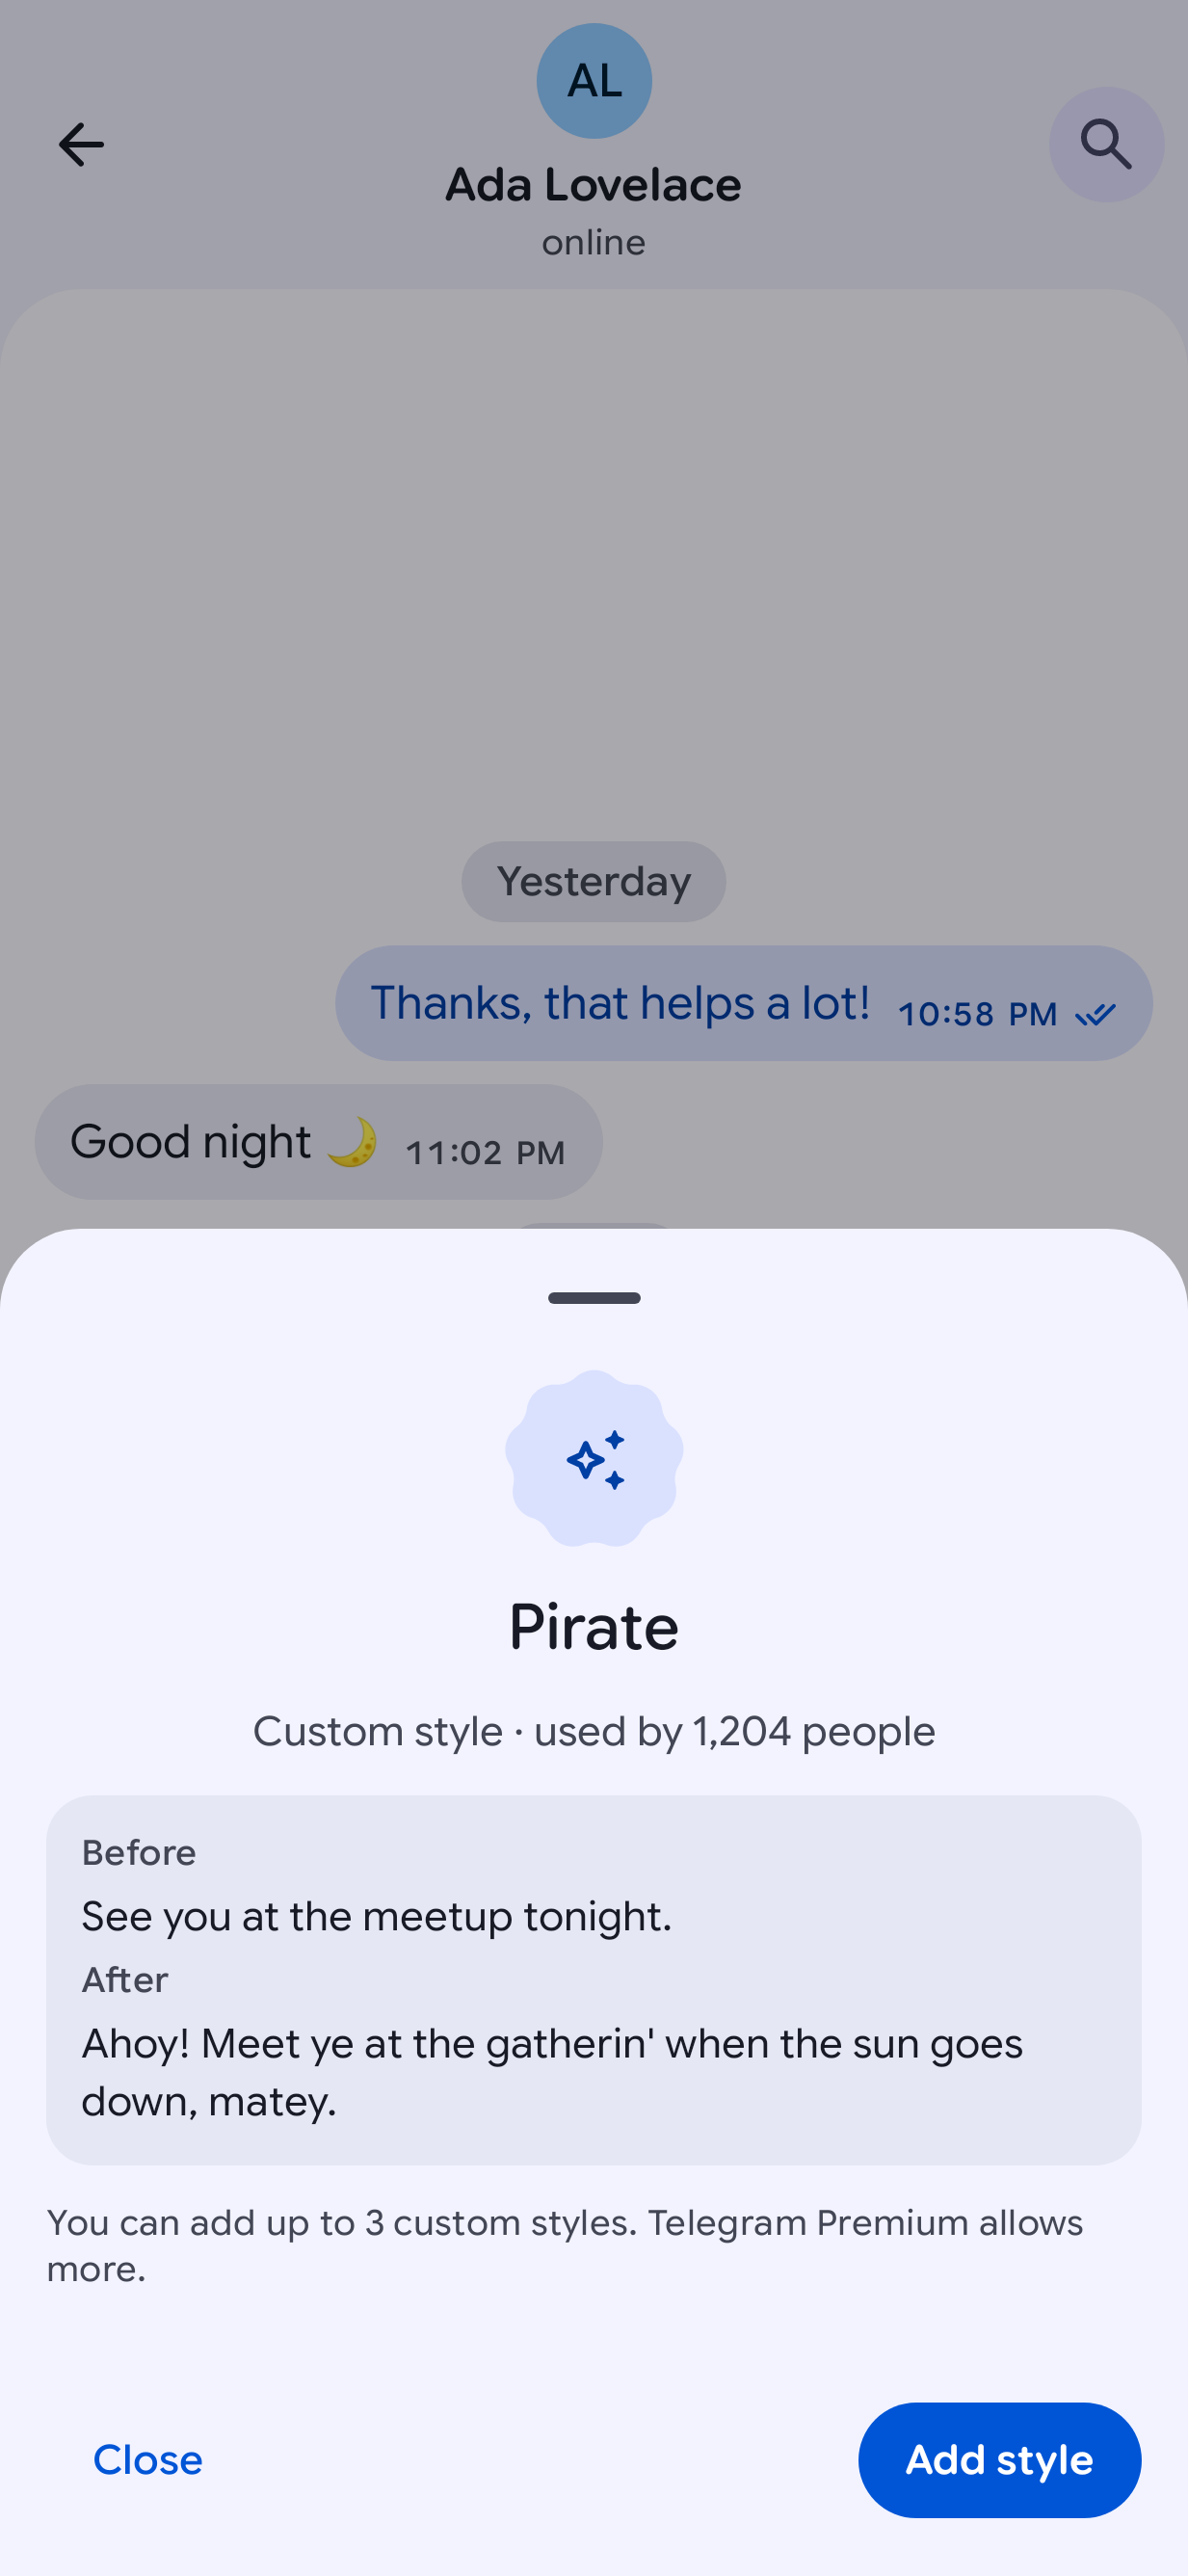 AL
Ada Lovelace
online
Yesterday
Thanks, that helps a lot! 10:58 PM
Good night 🌙 11:02 PM
Pirate
Custom style · used by 1,204 people
Before
See you at the meetup tonight.
After
Ahoy! Meet ye at the gatherin' when the sun goes
down, matey.
You can add up to 3 custom styles. Telegram Premium allows
more.
Close
Add style